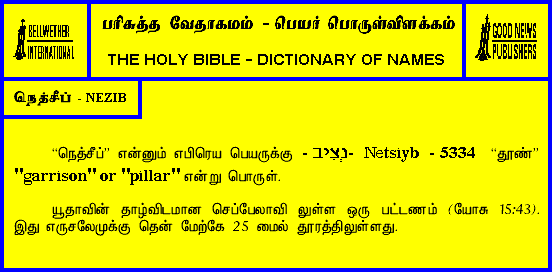 BELLWETHER
INTERNATIONAL
பரிசுத்த வேதாகமம் - பெயர் பொருள்விளக்கம்
THE HOLY BIBLE - DICTIONARY OF NAMES
GOOD NEWS
PUBLISHERS
நெத்சீப் - NEZIB
“நெத்சீப்” என்னும் எபிரெய பெயருக்கு - נְצִיב - Netsiyb - 5334 “தூண்”
"garrison" or "pillar" என்று பொருள்.
யூதாவின் தாழ்விடமான செப்பேலாவி லுள்ள ஒரு பட்டணம் (யோசு 15:43).
இது எருசலேமுக்கு தென் மேற்கே 25 மைல் தூரத்திலுள்ளது.